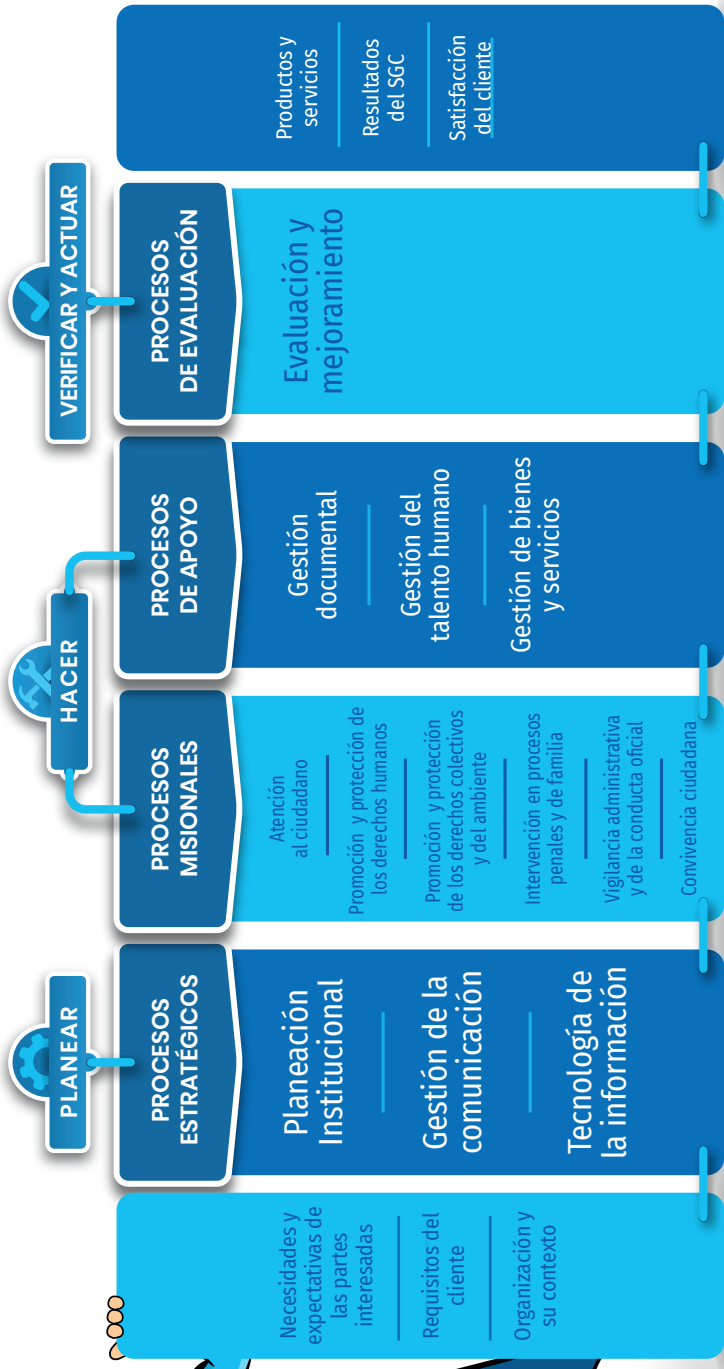 Necesidades y
expectativas de
las partes
interesadas
Requisitos del
cliente
Organización y
su contexto
PLANEAR
PROCESOS
ESTRATÉGICOS
Planeación
Institucional
Gestión de la
comunicación
Tecnología de
la información
HACER
PROCESOS
MISIONALES
Atención
al ciudadano
Promoción y protección de
los derechos humanos
Promoción y protección
de los derechos colectivos
y del ambiente
Intervención en procesos
penales y de familia
Vigilancia administrativa
y de la conducta oficial
Convivencia ciudadana
PROCESOS
DE APOYO
Gestión
documental
Gestión del
talento humano
Gestión de bienes
y servicios
VERIFICAR Y ACTUAR
PROCESOS
DE EVALUACIÓN
Evaluación y
mejoramiento
Productos y
servicios
Resultados
del SGC
Satisfacción
del cliente